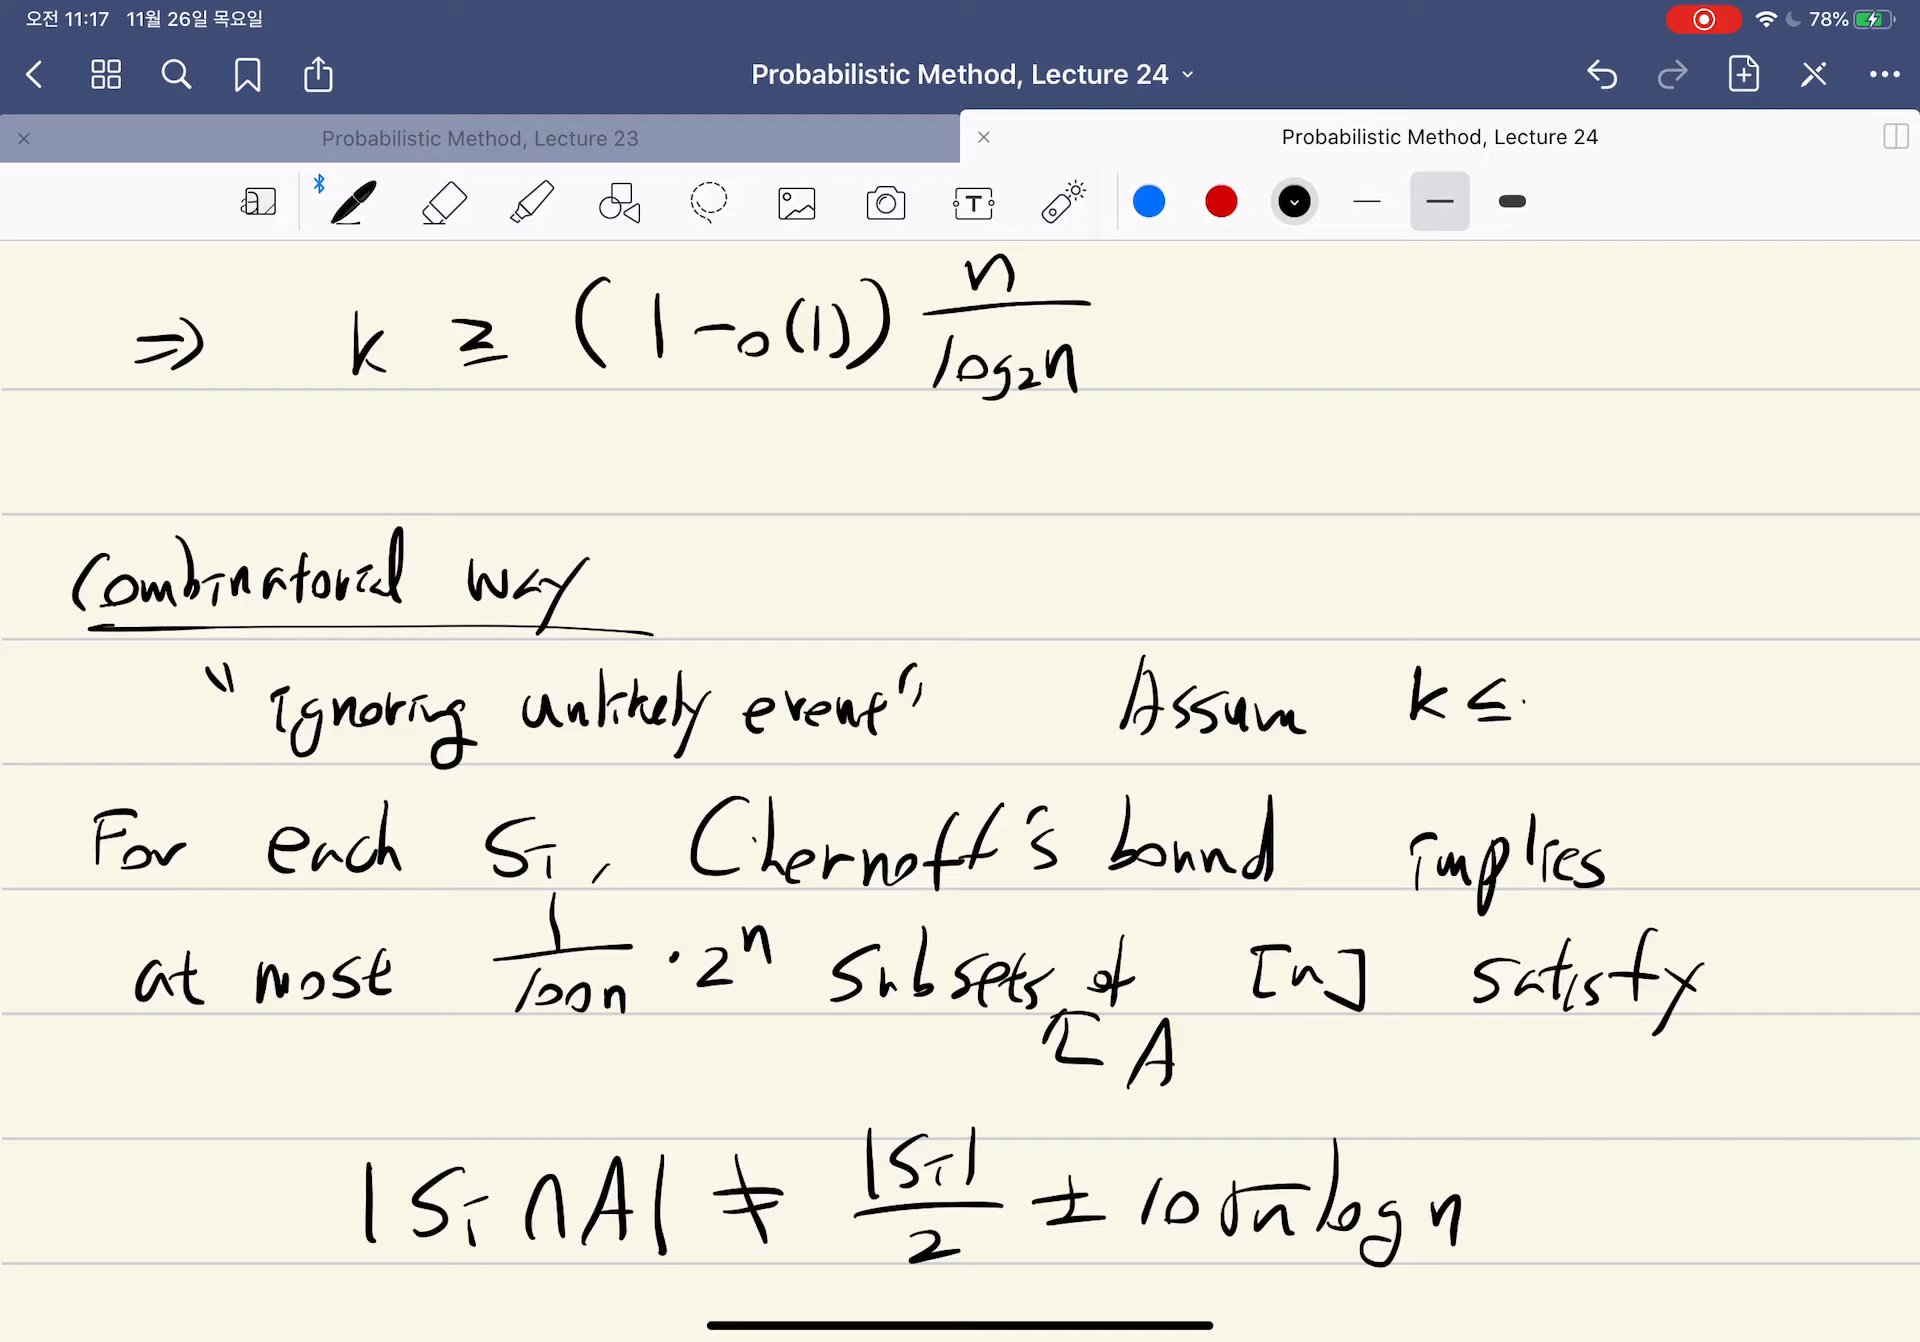 오전 11:17 11월 26일 목요일 78%
Probabilistic Method, Lecture 24
Probabilistic Method, Lecture 23 Probabilistic Method, Lecture 24
⇒ k ≥ (1-o(1)) n/log₂n
Combinatorial way
"ignoring unlikely event" Assum k ≤
For each Sᵢ, Chernoff's bound implies
at most 1/100n · 2ⁿ subsets of [n] satisfy
A
|Sᵢ ∩ A| ≠ |Sᵢ|/2 ± 10√n log n